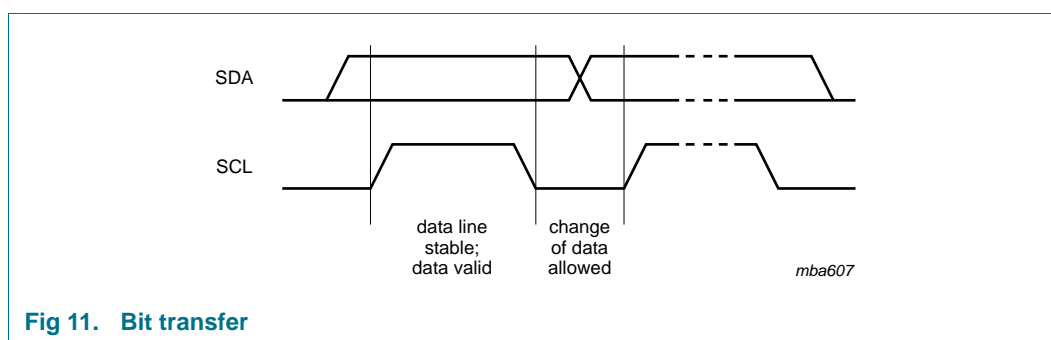 SDA
SCL
data line
stable;
data valid
change
of data
allowed
mba607
Fig 11. Bit transfer